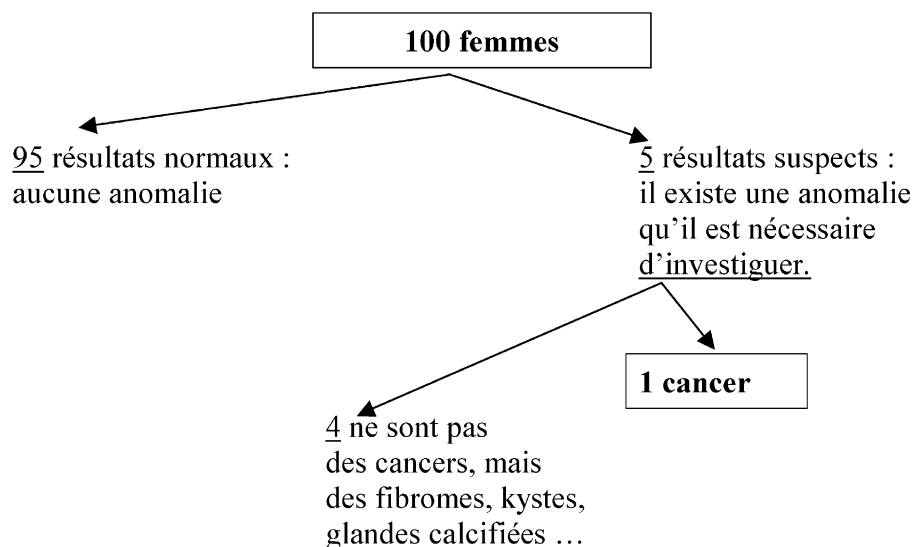 100 femmes
95 résultats normaux :
aucune anomalie
5 résultats suspects :
il existe une anomalie
qu’il est nécessaire
d’investiguer.
1 cancer
4 ne sont pas
des cancers, mais
des fibromes, kystes,
glandes calcifiées …